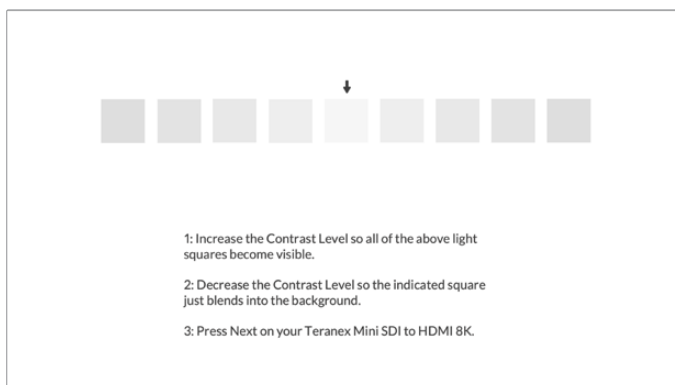 1: Increase the Contrast Level so all of the above light
squares become visible.
2: Decrease the Contrast Level so the indicated square
just blends into the background.
3: Press Next on your Teranex Mini SDI to HDMI 8K.